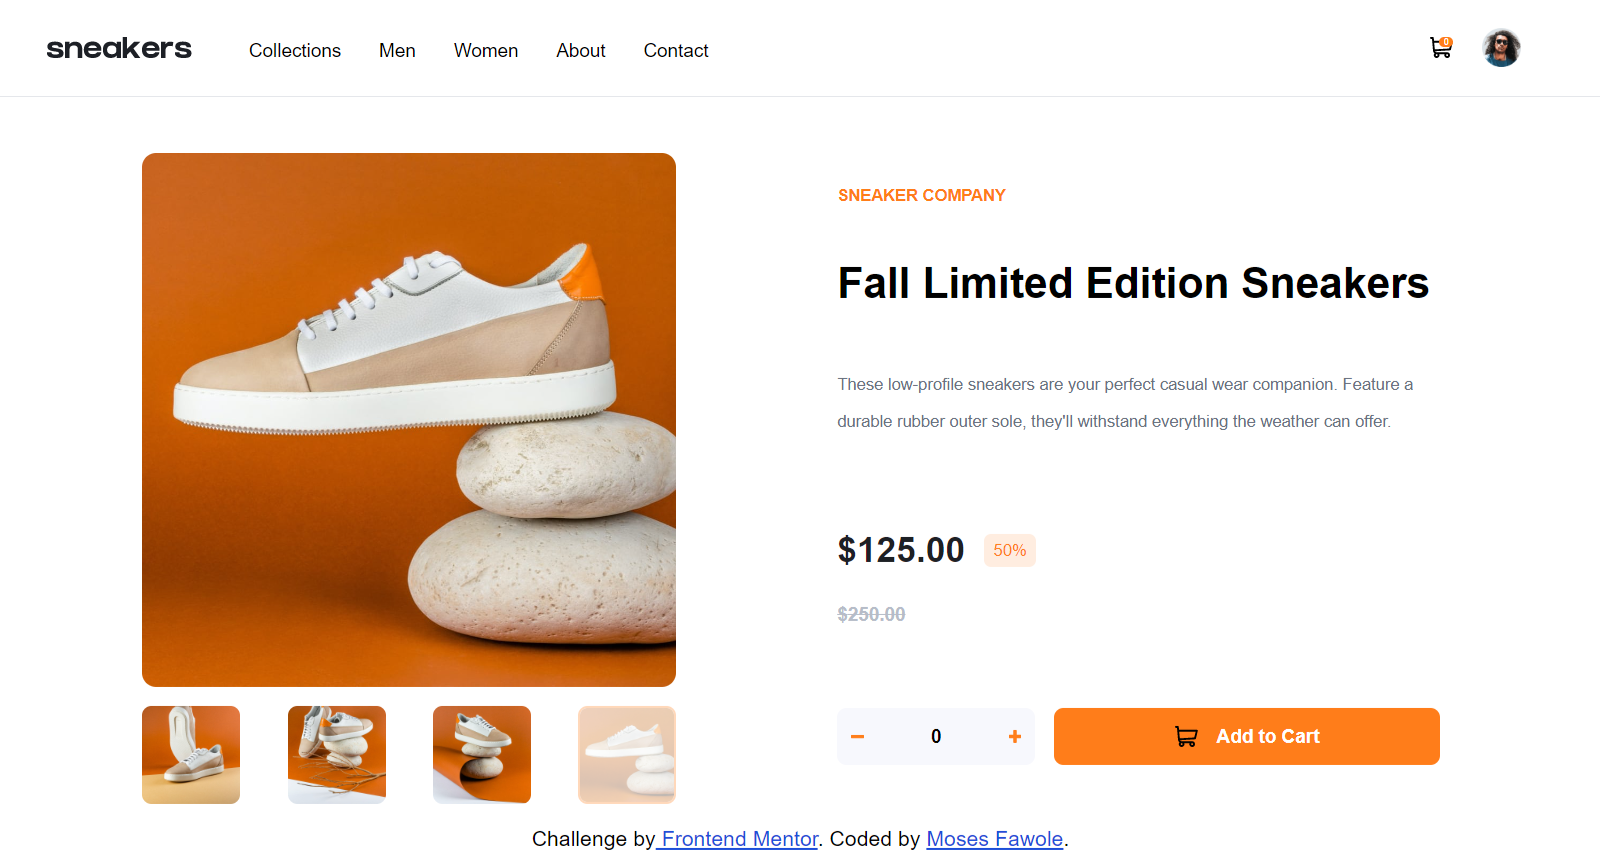 sneakers
Collections Men Women About Contact
0
SNEAKER COMPANY
Fall Limited Edition Sneakers
These low-profile sneakers are your perfect casual wear companion. Feature a
durable rubber outer sole, they'll withstand everything the weather can offer.
$125.00 50%
$250.00
0
Add to Cart
Challenge by Frontend Mentor. Coded by Moses Fawole.